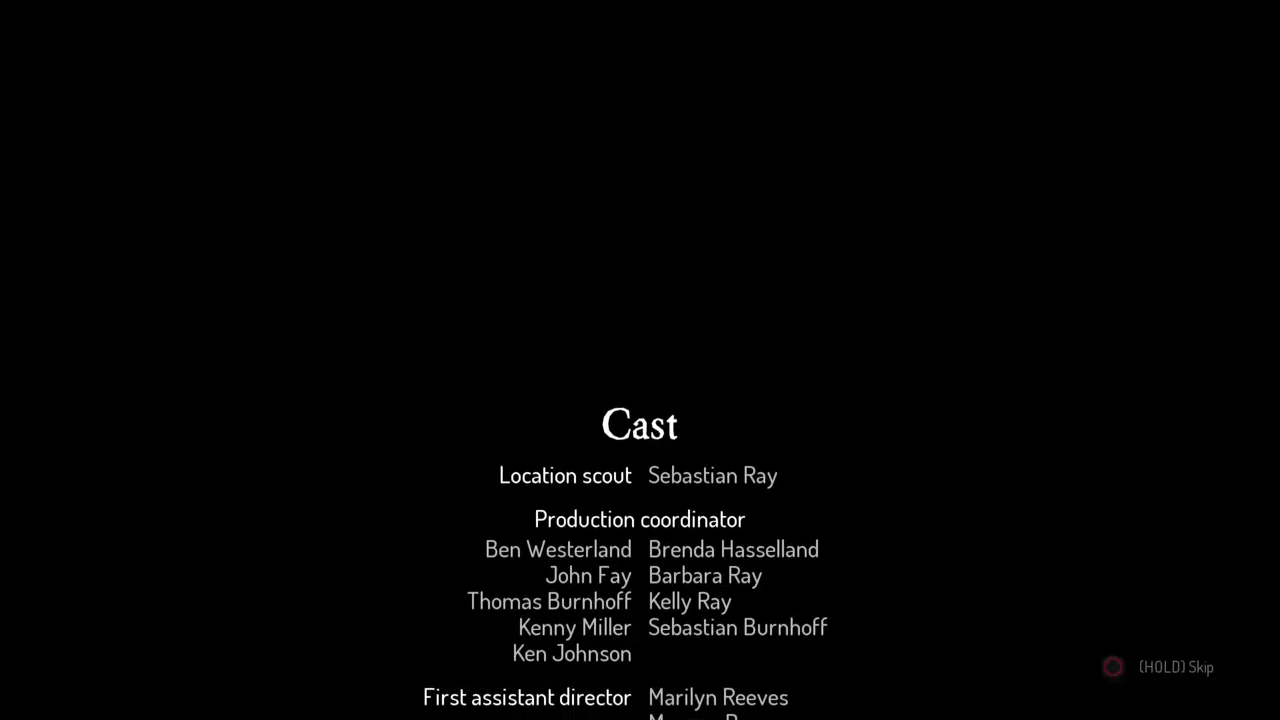 Cast
Location scout Sebastian Ray
Production coordinator
Ben Westerland Brenda Hasselland
John Fay Barbara Ray
Thomas Burnhoff Kelly Ray
Kenny Miller Sebastian Burnhoff
Ken Johnson
(HOLD) Skip
First assistant director Marilyn Reeves